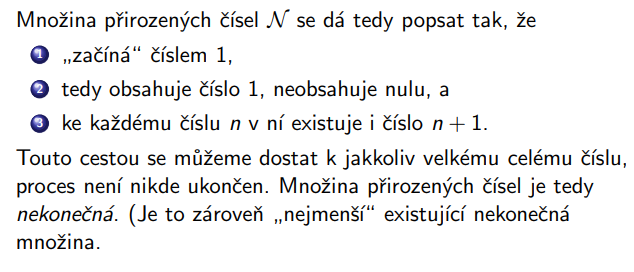 Množina přirozených čísel 𝒩 se dá tedy popsat tak, že
1 „začíná“ číslem 1,
2 tedy obsahuje číslo 1, neobsahuje nulu, a
3 ke každému číslu n v ní existuje i číslo n + 1.
Touto cestou se můžeme dostat k jakkoliv velkému celému číslu,
proces není nikde ukončen. Množina přirozených čísel je tedy
nekonečná. (Je to zároveň „nejmenší“ existující nekonečná
množina.